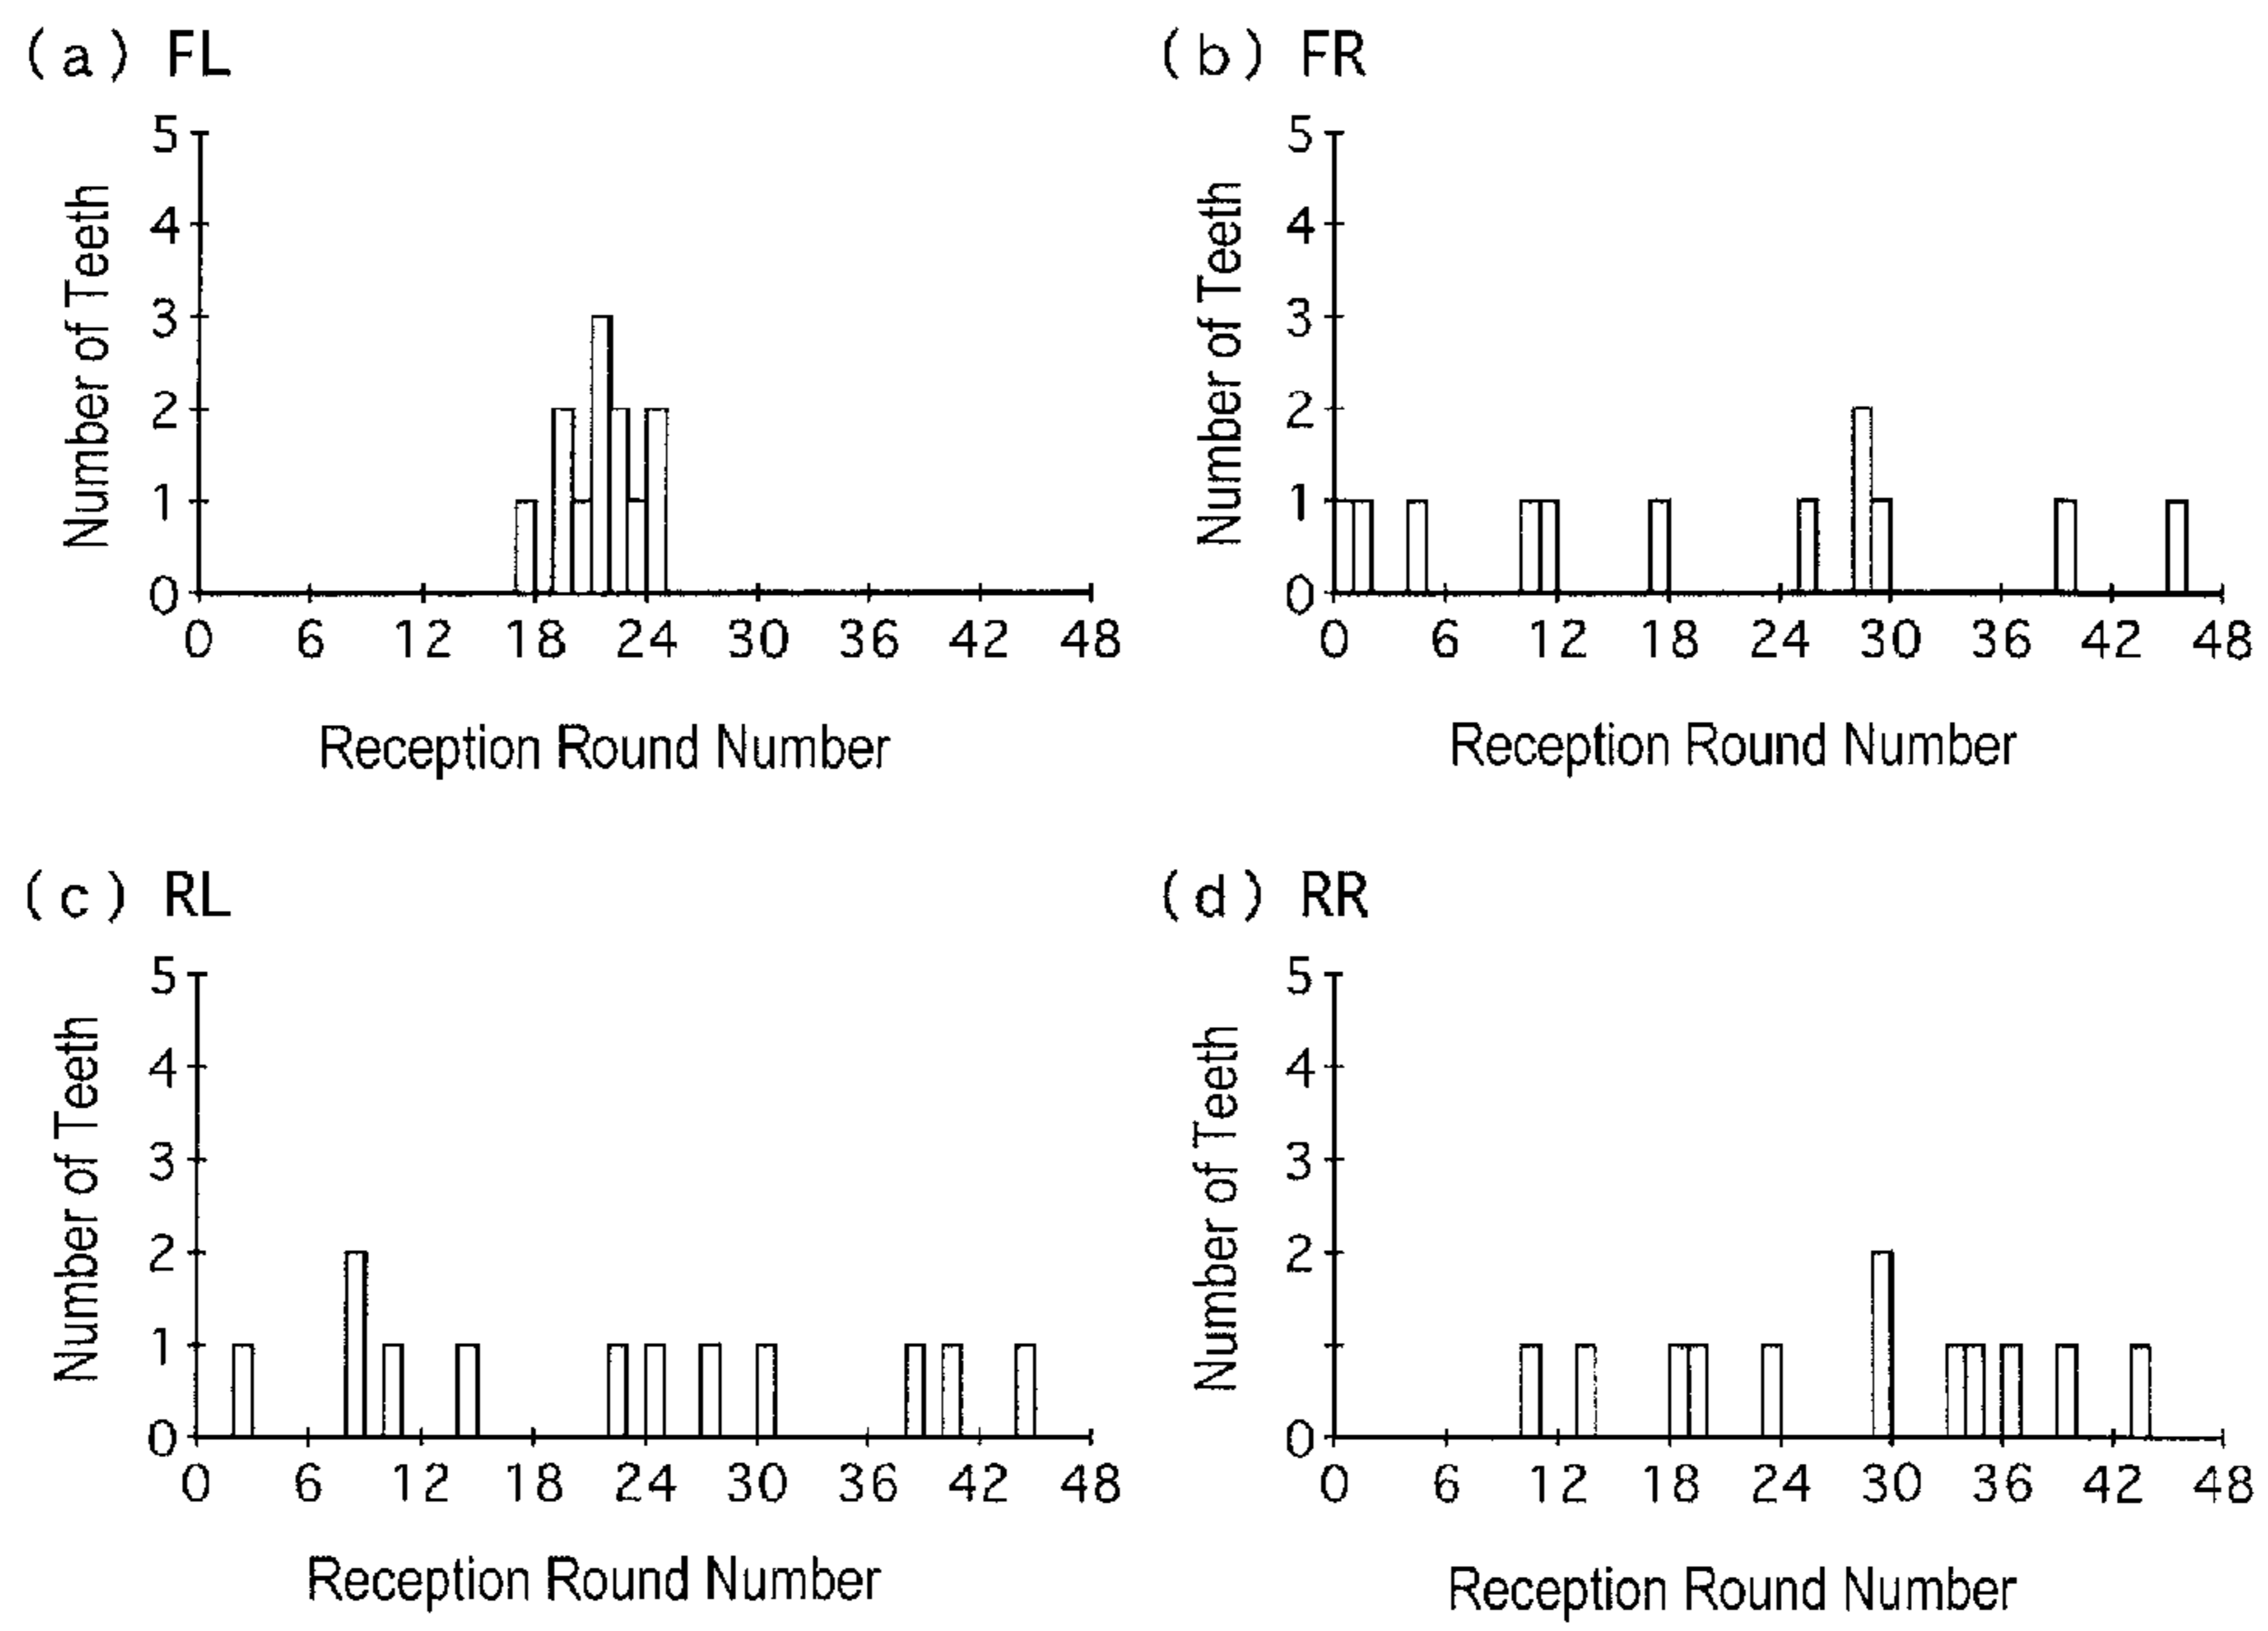 (a) FL
5
4
3
2
1
0
Number of Teeth
0 6 12 18 24 30 36 42 48
Reception Round Number
(b) FR
5
4
3
2
1
0
Number of Teeth
0 6 12 18 24 30 36 42 48
Reception Round Number
(c) RL
5
4
3
2
1
0
Number of Teeth
0 6 12 18 24 30 36 42 48
Reception Round Number
(d) RR
5
4
3
2
0
Number of Teeth
0 6 12 18 24 30 36 42 48
Reception Round Number